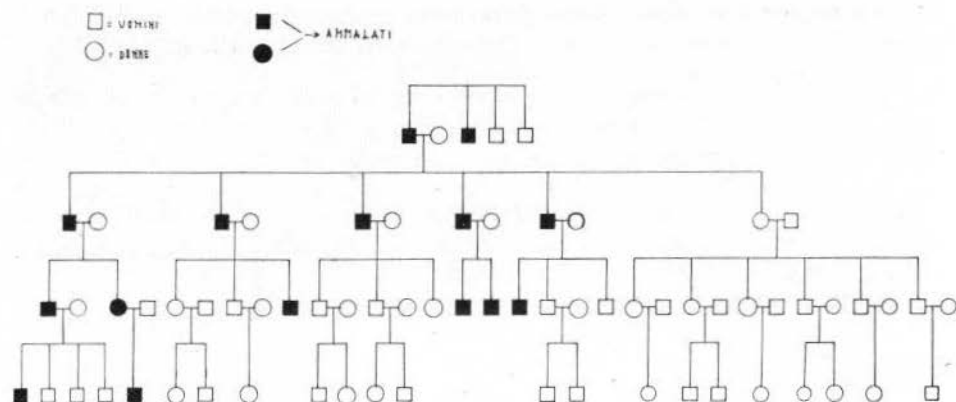 = UOMINI
= DONNE
AMMALATI